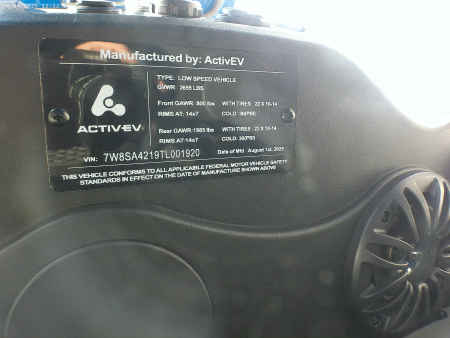 Manufactured by: ActivEV
TYPE: LOW SPEED VEHICLE
GVWR: 2655 LBS
Front GAWR: 800 lbs WITH TIRES: 22 X 10-14
RIMS AT: 14x7 COLD: 30(PSI)
Rear GAWR:1985 lbs WITH TIRES: 22 X 10-14
RIMS AT:14x7 COLD: 30(PSI)
ACTIV-EV
VIN: 7W8SA4219TL001920 Date of Mfd : August 1st, 2025
THIS VEHICLE CONFORMS TO ALL APPLICABLE FEDERAL MOTOR VEHICLE SAFETY
STANDARDS IN EFFECT ON THE DATE OF MANUFACTURE SHOWN ABOVE